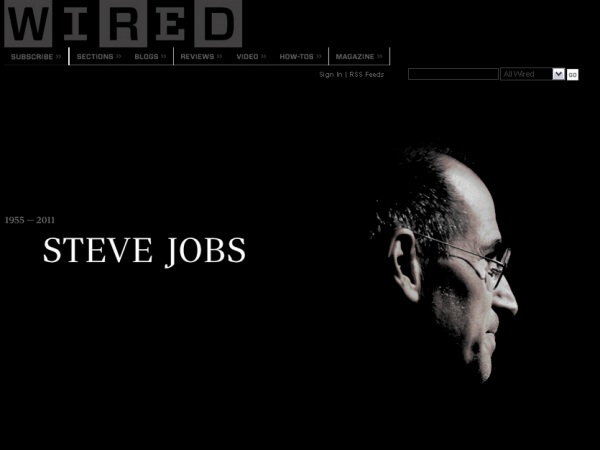 WIRED
SUBSCRIBE >> SECTIONS >> BLOGS >> REVIEWS >> VIDEO >> HOW-TOS >> MAGAZINE >>
Sign In | RSS Feeds All Wired GO
1955 — 2011
STEVE JOBS